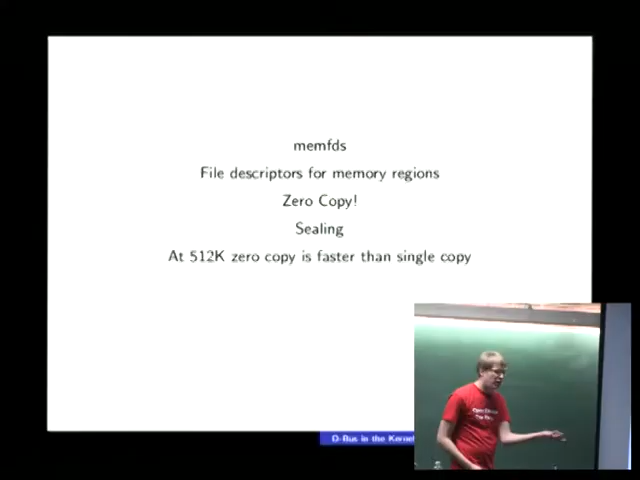 memfds
File descriptors for memory regions
Zero Copy!
Sealing
At 512K zero copy is faster than single copy
D-Bus in the Kernel